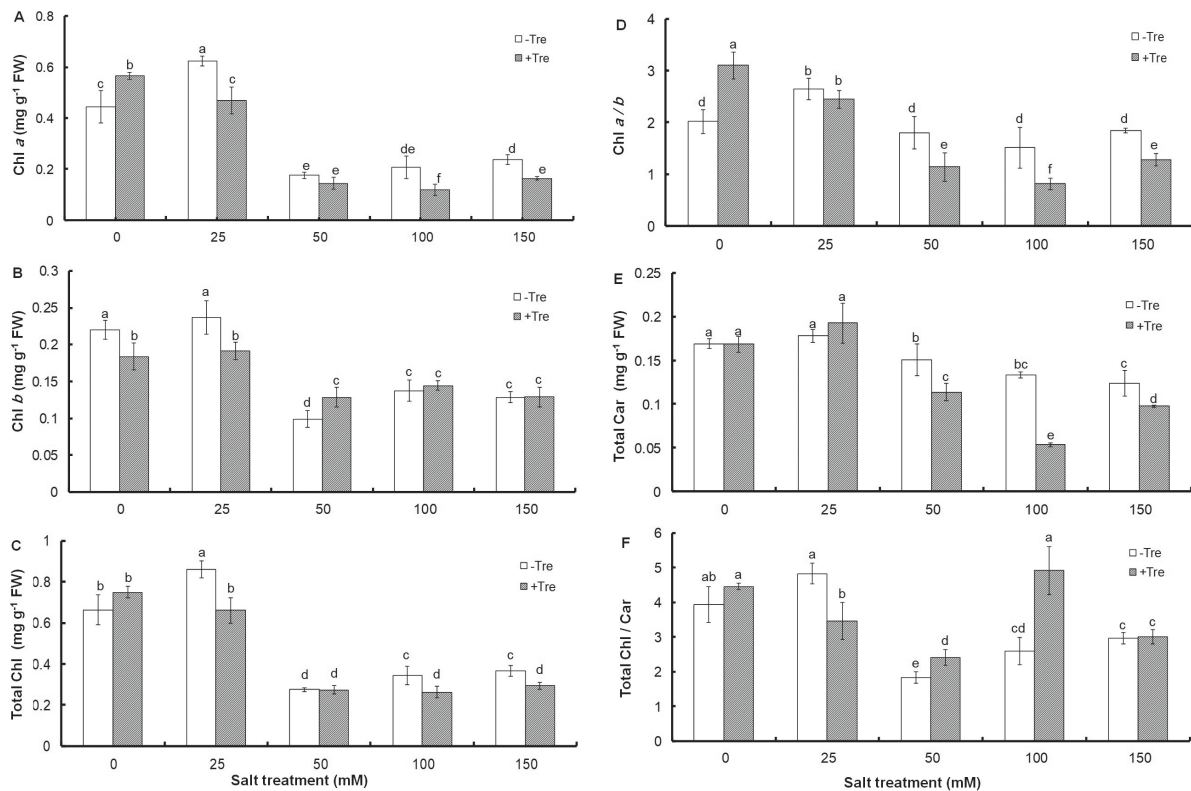 A
Chl a (mg g-1 FW)
0.8
0.6
0.4
0.2
0
-Tre
+Tre
c
b
a
c
e
e
de
f
d
e
0
25
50
100
150
B
Chl b (mg g-1 FW)
0.3
0.25
0.2
0.15
0.1
0.05
0
-Tre
+Tre
a
b
a
b
d
c
c
c
c
c
0
25
50
100
150
C
Total Chl (mg g-1 FW)
1
0.8
0.6
0.4
0.2
0
-Tre
+Tre
b
b
a
b
d
d
c
d
c
d
0
25
50
100
150
Salt treatment (mM)
D
Chl a / b
4
3
2
1
0
-Tre
+Tre
d
a
b
b
d
e
d
f
d
e
0
25
50
100
150
E
Total Car (mg g-1 FW)
0.25
0.2
0.15
0.1
0.05
0
-Tre
+Tre
a
a
a
a
b
c
bc
e
c
d
0
25
50
100
150
F
Total Chl / Car
6
5
4
3
2
1
0
-Tre
+Tre
ab
a
a
b
e
d
cd
a
c
c
0
25
50
100
150
Salt treatment (mM)